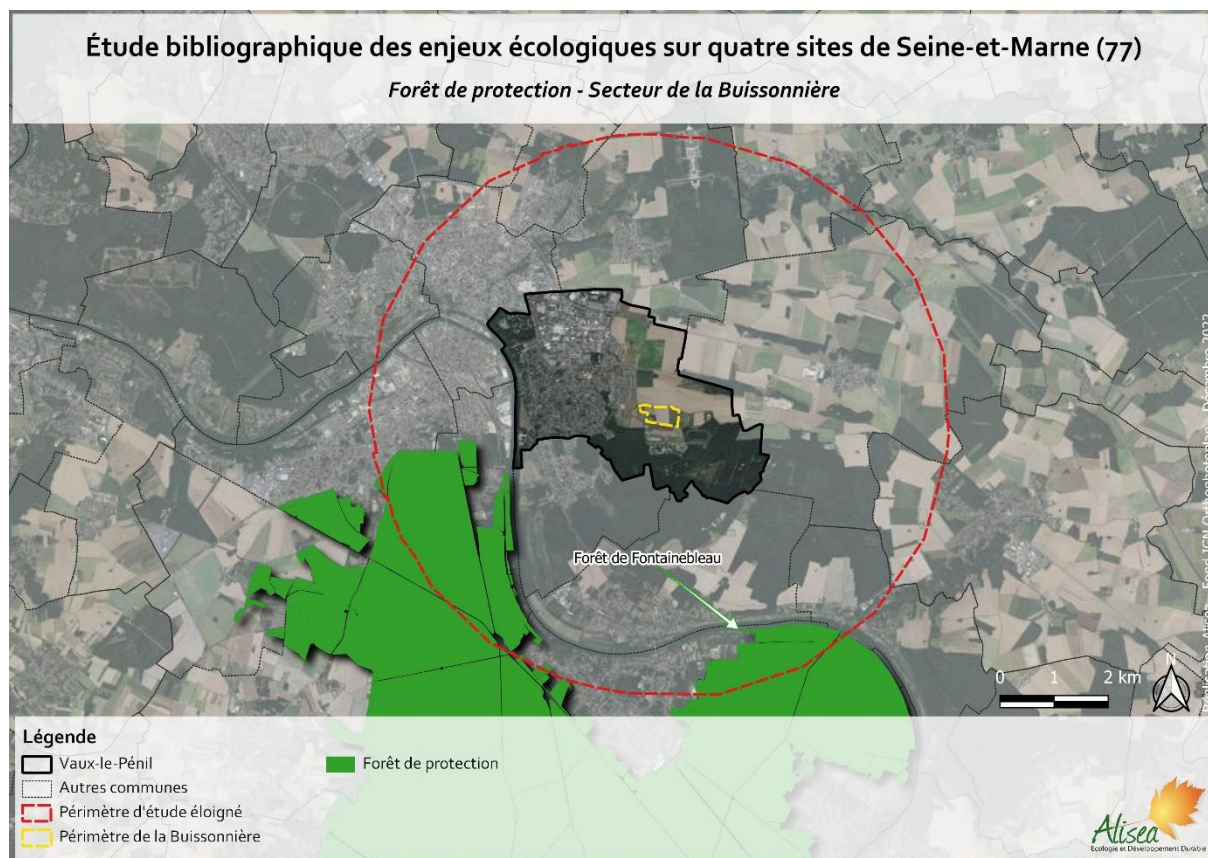 Étude bibliographique des enjeux écologiques sur quatre sites de Seine-et-Marne (77)
Forêt de protection - Secteur de la Buissonnière
Forêt de Fontainebleau
N
0 1 2 km
Légende
Vaux-le-Pénil
Autres communes
Périmètre d'étude éloigné
Périmètre de la Buissonnière
Forêt de protection
Décembre 2022
Alisea
Ecologie et Développement Durable